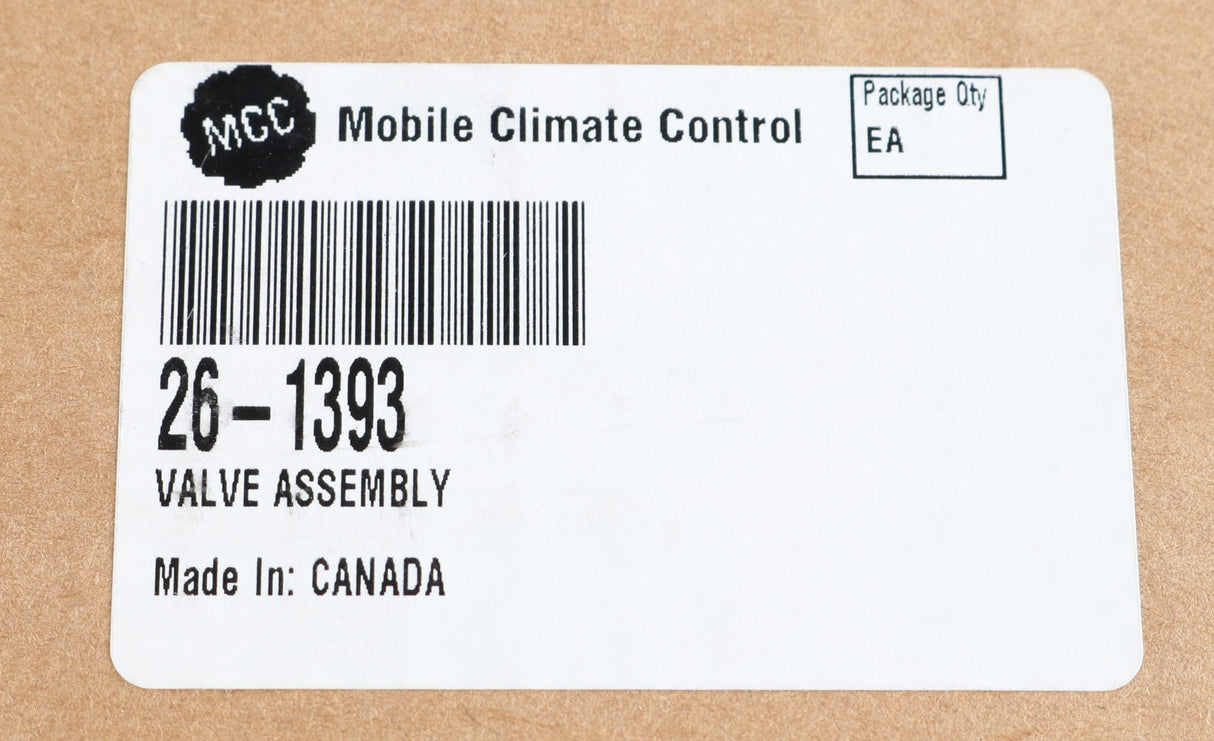 MCC
Mobile Climate Control
Package Qty
EA
26-1393
VALVE ASSEMBLY
Made In: CANADA